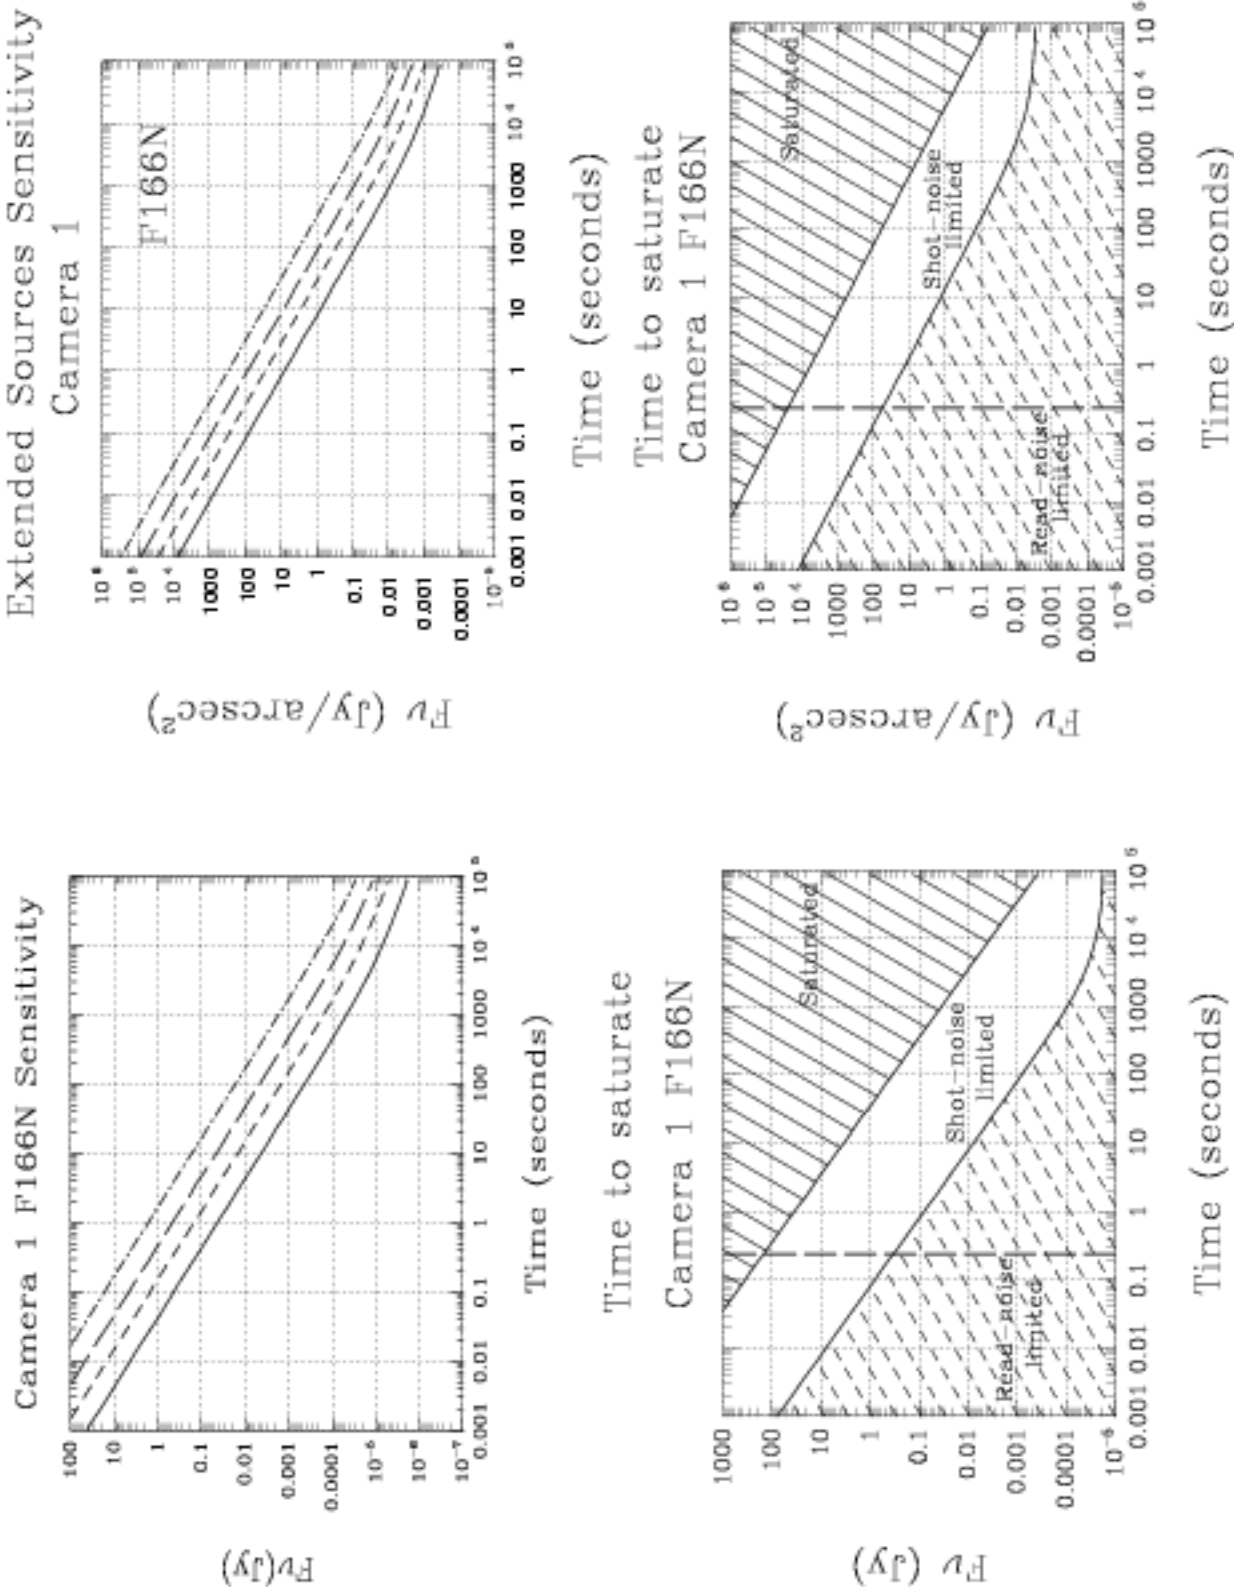 Camera 1 F166N Sensitivity
100
10
1
0.1
0.01
0.001
0.0001
10⁻⁵
10⁻⁶
10⁻⁷
0.001 0.01 0.1 1 10 100 1000 10⁴ 10⁵
Fν(Jy)
Time (seconds)
Extended Sources Sensitivity
Camera 1
F166N
10⁶
10⁵
10⁴
1000
100
10
1
0.1
0.01
0.001
0.0001
10⁻⁵
0.001 0.01 0.1 1 10 100 1000 10⁴ 10⁵
Fν (Jy/arcsec²)
Time (seconds)
Time to saturate
Camera 1 F166N
1000
100
10
1
0.1
0.01
0.001
0.0001
10⁻⁵
0.001 0.01 0.1 1 10 100 1000 10⁴ 10⁵
Saturated
Shot-noise
limited
Read-noise
limited
Fν (Jy)
Time (seconds)
Time to saturate
Camera 1 F166N
10⁶
10⁵
10⁴
1000
100
10
1
0.1
0.01
0.001
0.0001
10⁻⁵
0.001 0.01 0.1 1 10 100 1000 10⁴ 10⁵
Saturated
Shot-noise
limited
Read-noise
limited
Fν (Jy/arcsec²)
Time (seconds)